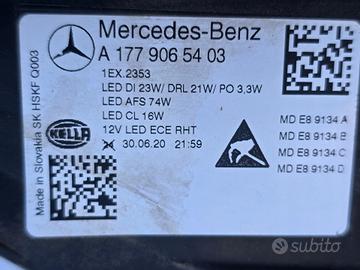 Mercedes-Benz
A 177 906 54 03
1EX.2353
LED DI 23W/ DRL 21W/ PO 3,3W
LED AFS 74W
LED CL 16W
12V LED ECE RHT
30.06.20 21:59
HELLA
MD E8 9134 A
MD E8 9134 B
MD E8 9134 C
MD E8 9134 D
Made in Slovakia SK HSKF Q003
subito